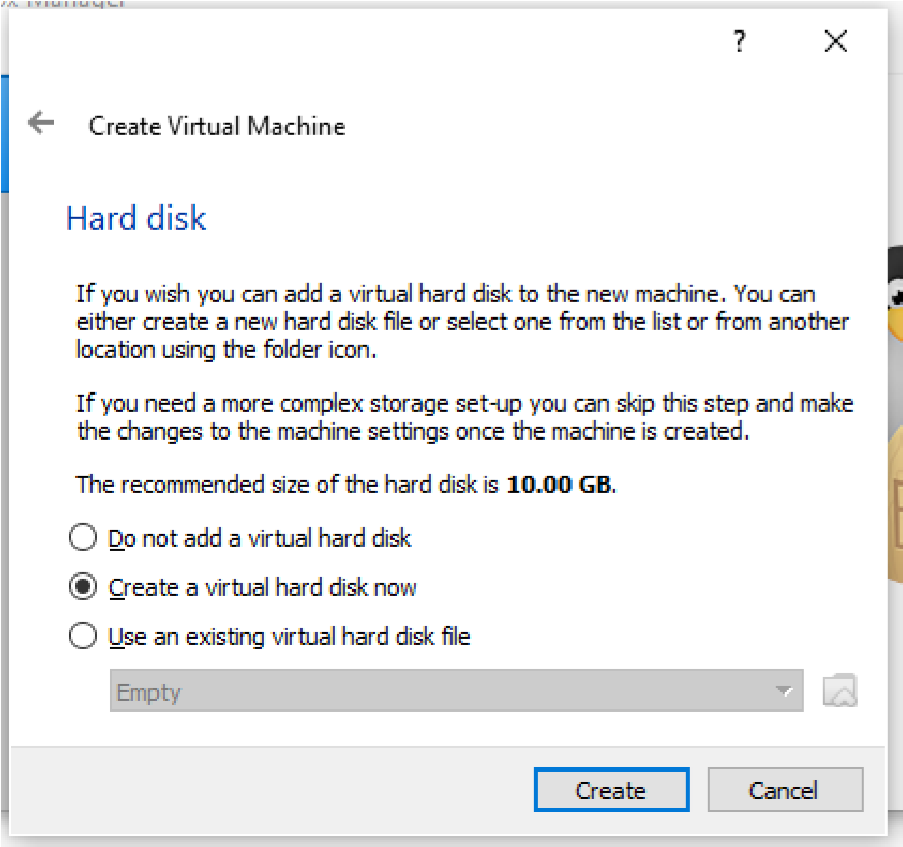 Create Virtual Machine
Hard disk
If you wish you can add a virtual hard disk to the new machine. You can
either create a new hard disk file or select one from the list or from another
location using the folder icon.
If you need a more complex storage set-up you can skip this step and make
the changes to the machine settings once the machine is created.
The recommended size of the hard disk is 10.00 GB.
Do not add a virtual hard disk
Create a virtual hard disk now
Use an existing virtual hard disk file
Empty
Create Cancel